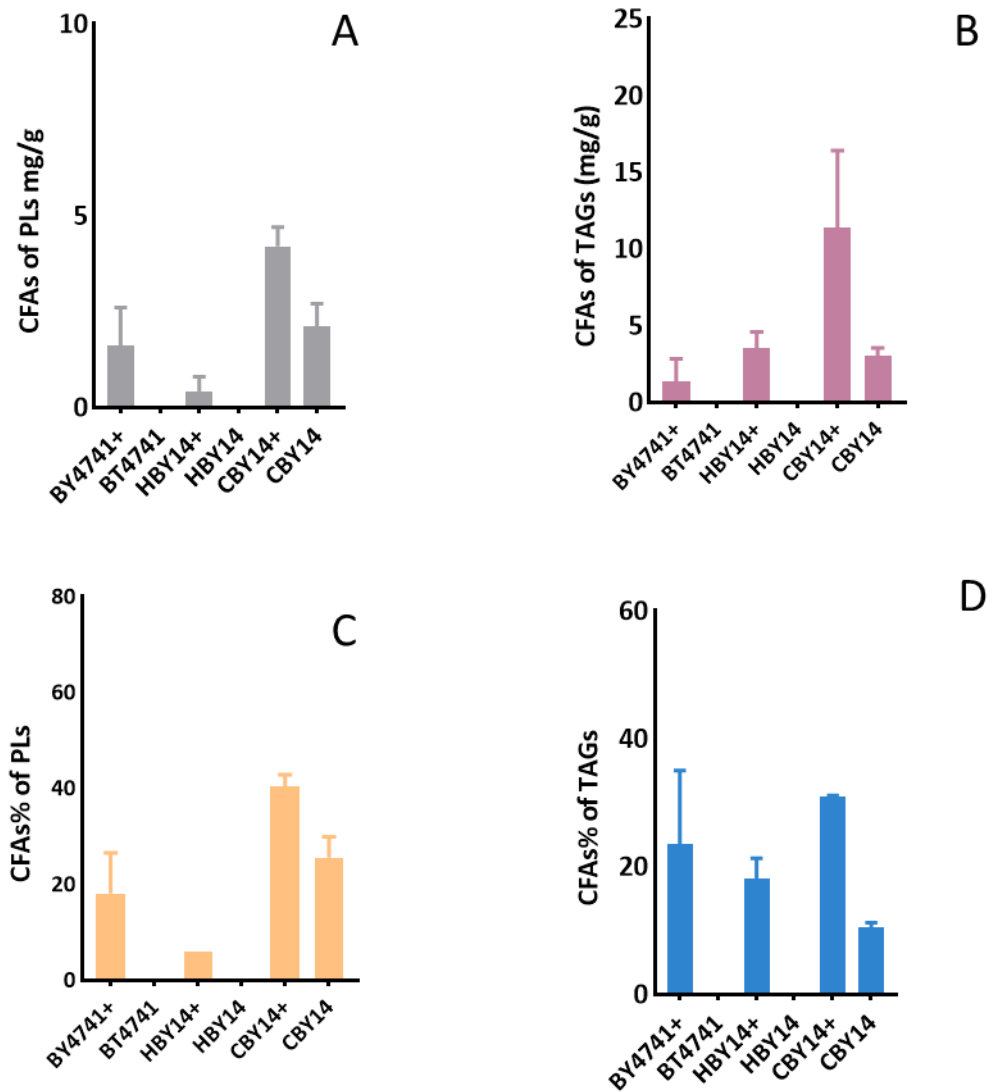 A
CFAs of PLs mg/g
10
5
0
BY4741+
BT4741
HBY14+
HBY14
CBY14+
CBY14
B
CFAs of TAGs (mg/g)
25
20
15
10
5
0
BY4741+
BT4741
HBY14+
HBY14
CBY14+
CBY14
C
CFAs% of PLs
80
60
40
20
0
BY4741+
BT4741
HBY14+
HBY14
CBY14+
CBY14
D
CFAs% of TAGs
60
40
20
0
BY4741+
BT4741
HBY14+
HBY14
CBY14+
CBY14